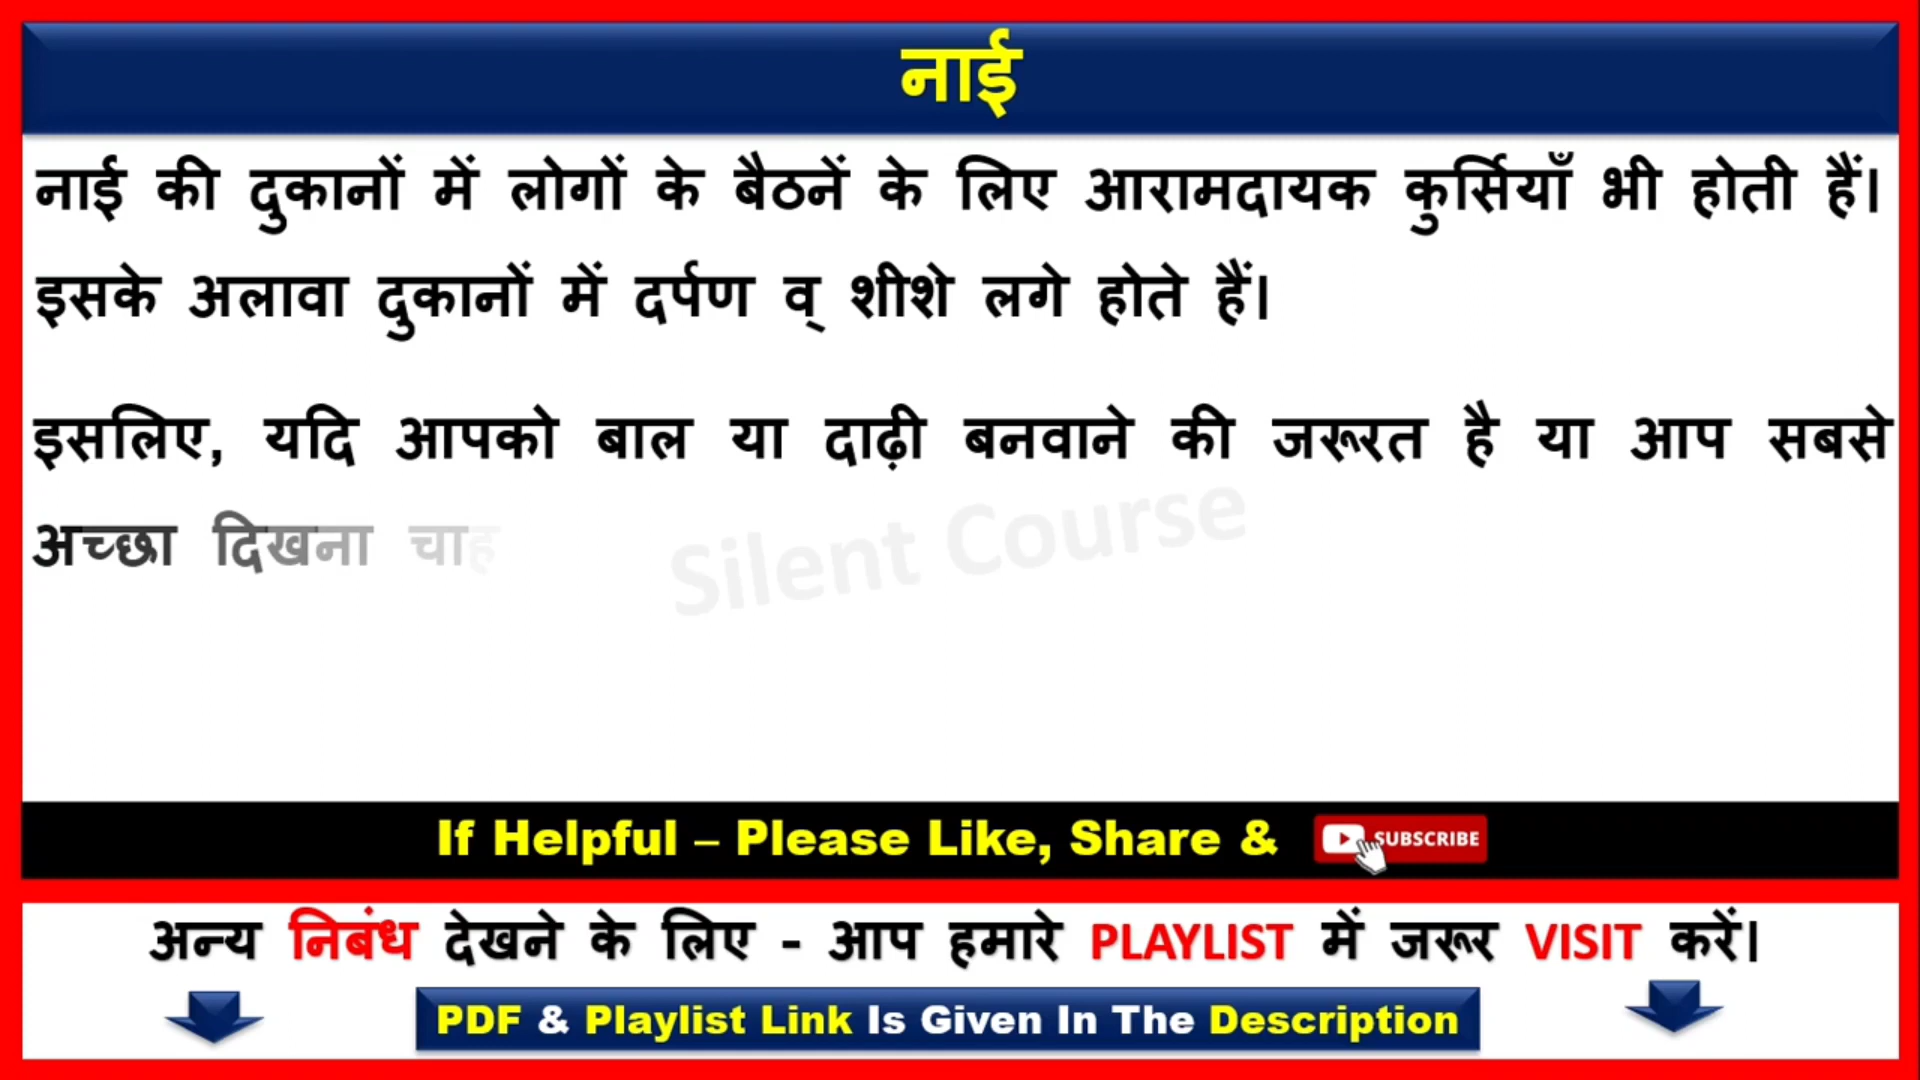 नाई
नाई की दुकानों में लोगों के बैठनें के लिए आरामदायक कुर्सियाँ भी होती हैं।
इसके अलावा दुकानों में दर्पण व् शीशे लगे होते हैं।
इसलिए, यदि आपको बाल या दाढ़ी बनवाने की जरूरत है या आप सबसे
अच्छा दिखना चाह
Silent Course
If Helpful – Please Like, Share & SUBSCRIBE
अन्य निबंध देखने के लिए - आप हमारे PLAYLIST में जरूर VISIT करें।
PDF & Playlist Link Is Given In The Description